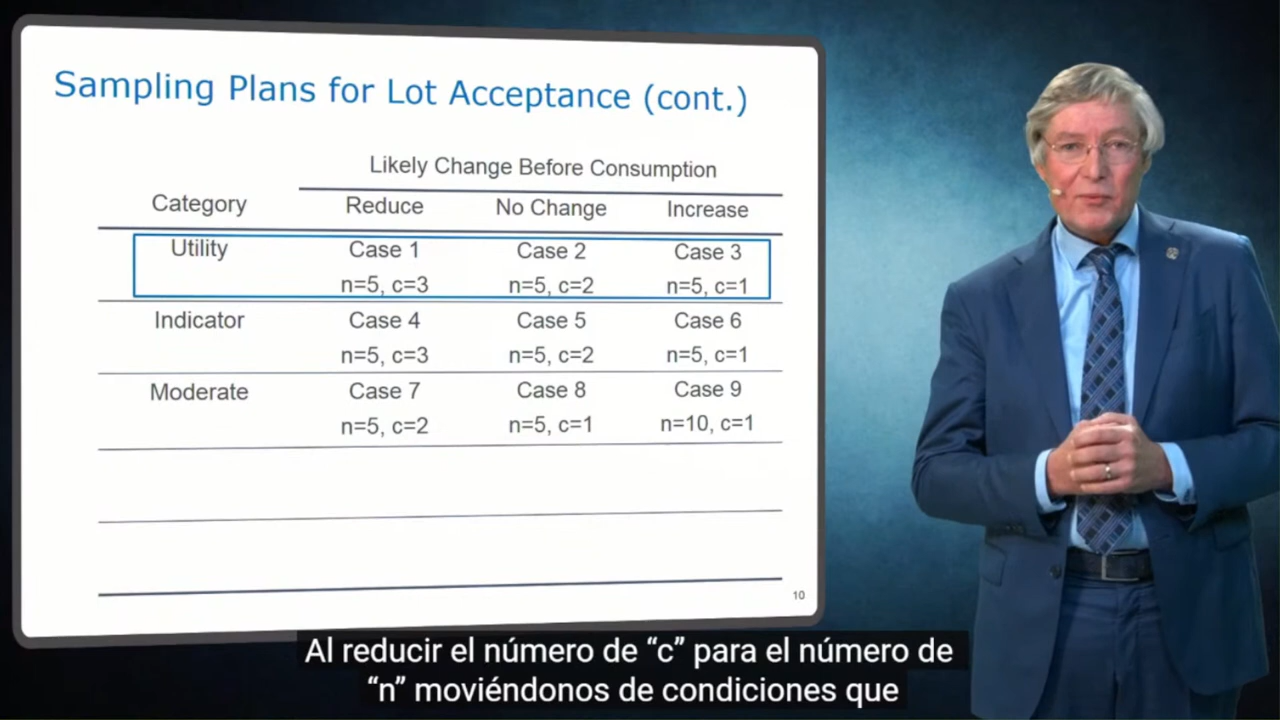 Sampling Plans for Lot Acceptance (cont.)
Likely Change Before Consumption
Category Reduce No Change Increase
Utility Case 1 Case 2 Case 3
n=5, c=3 n=5, c=2 n=5, c=1
Indicator Case 4 Case 5 Case 6
n=5, c=3 n=5, c=2 n=5, c=1
Moderate Case 7 Case 8 Case 9
n=5, c=2 n=5, c=1 n=10, c=1
10
Al reducir el número de “c” para el número de
“n” moviéndonos de condiciones que